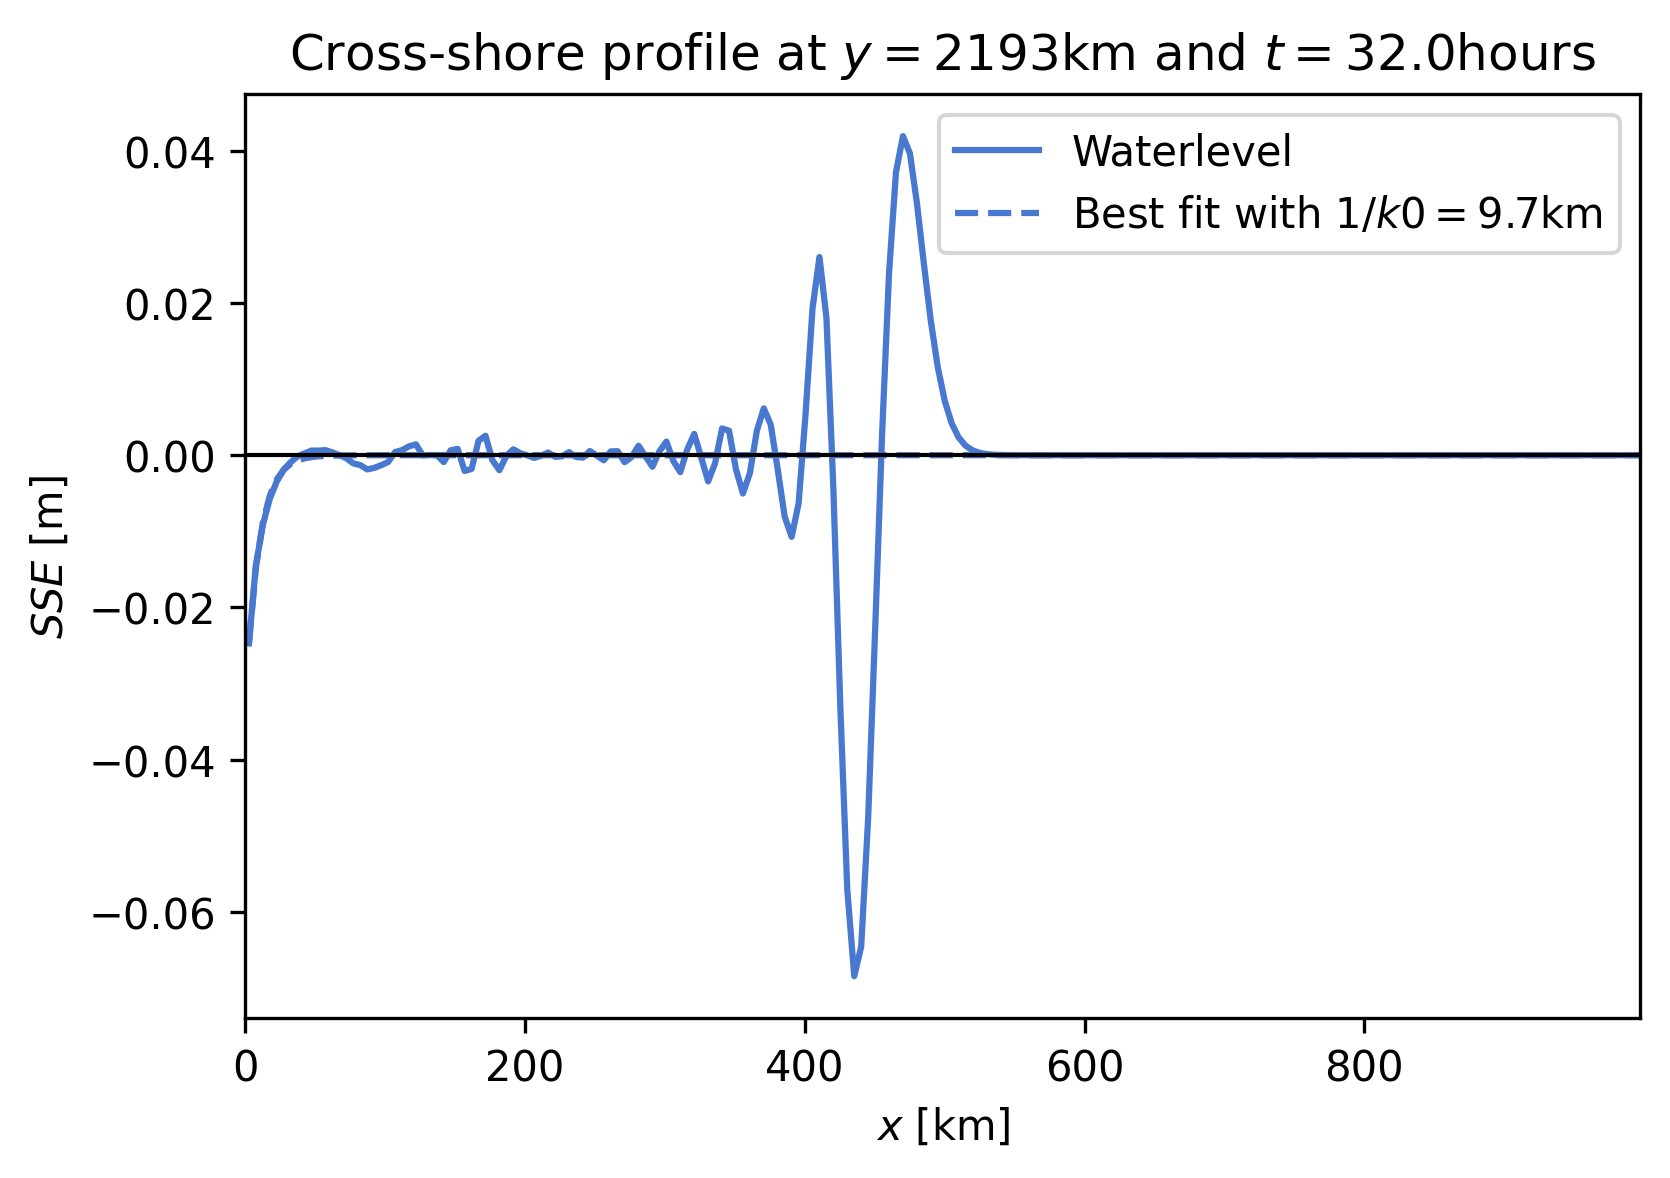 Cross-shore profile at y = 2193km and t = 32.0hours
Waterlevel
Best fit with 1/k0 = 9.7km
0.04
0.02
0.00
−0.02
−0.04
−0.06
SSE [m]
0 200 400 600 800
x [km]